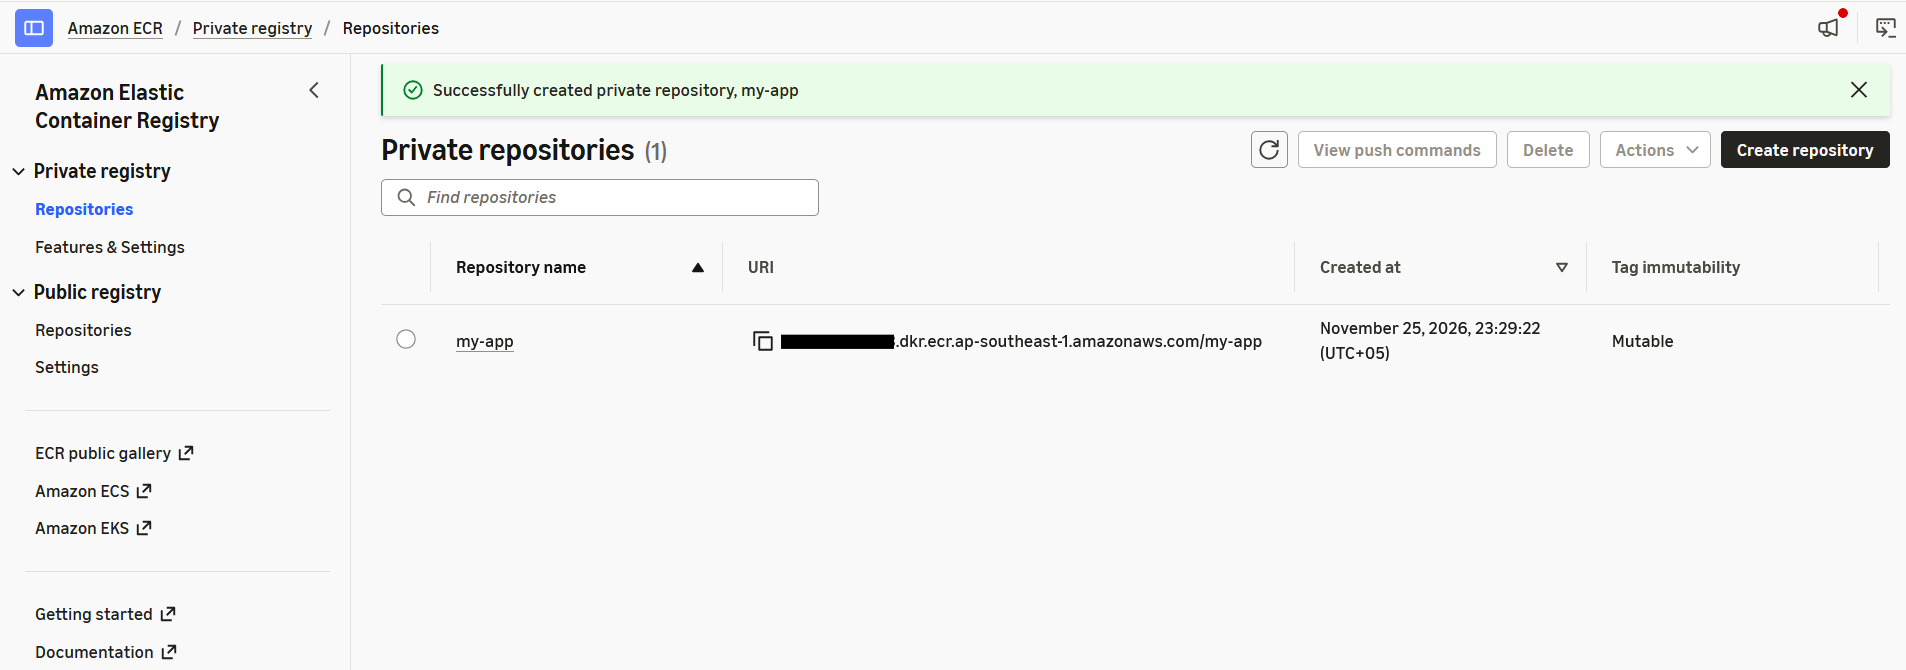 Amazon ECR / Private registry / Repositories
Amazon Elastic
Container Registry
Private registry
Repositories
Features & Settings
Public registry
Repositories
Settings
ECR public gallery
Amazon ECS
Amazon EKS
Getting started
Documentation
Successfully created private repository, my-app
Private repositories (1)
View push commands
Delete
Actions
Create repository
Find repositories
Repository name
URI
Created at
Tag immutability
my-app
.dkr.ecr.ap-southeast-1.amazonaws.com/my-app
November 25, 2026, 23:29:22
(UTC+05)
Mutable